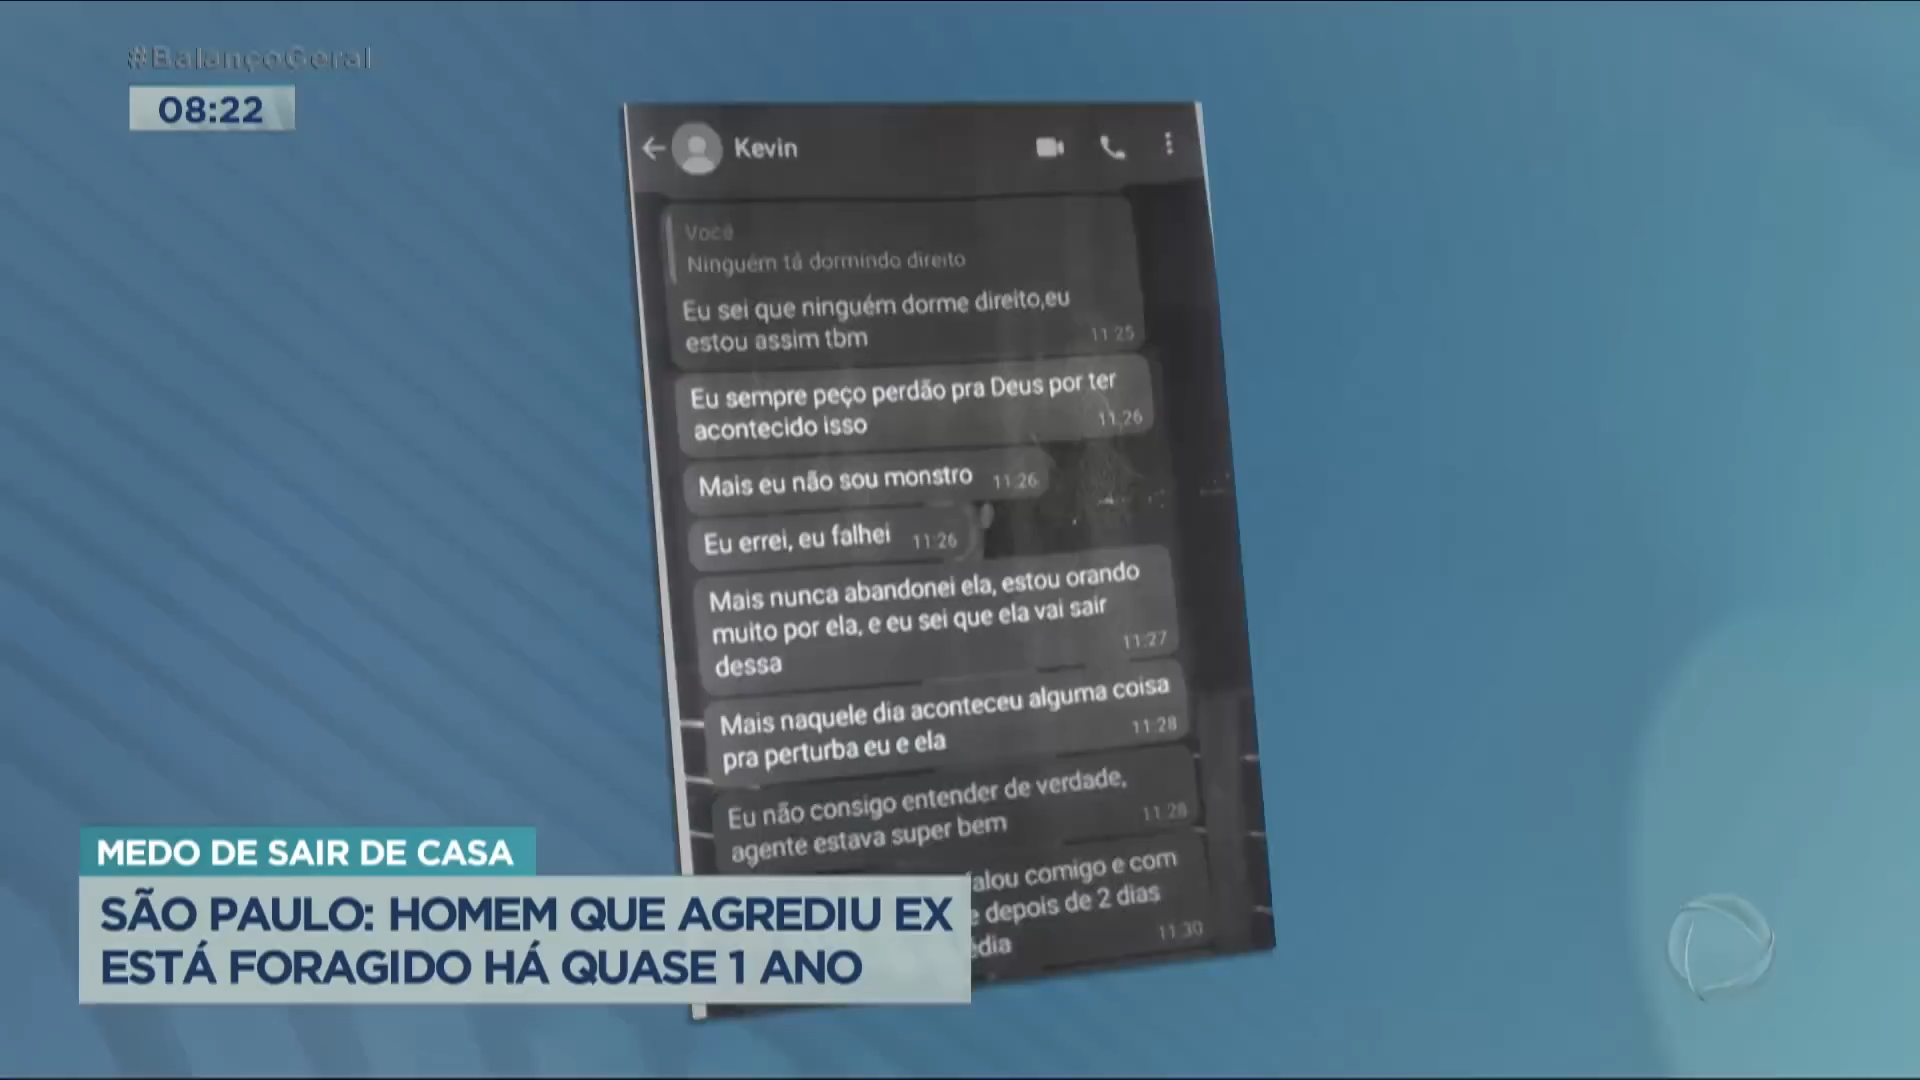 #BalançoGeral
08:22
Kevin
Você
Ninguém tá dormindo direito
Eu sei que ninguém dorme direito,eu
estou assim tbm
11:25
Eu sempre peço perdão pra Deus por ter
acontecido isso
11:26
Mais eu não sou monstro 11:26
Eu errei, eu falhei 11:26
Mais nunca abandonei ela, estou orando
muito por ela, e eu sei que ela vai sair
dessa
11:27
Mais naquele dia aconteceu alguma coisa
pra perturba eu e ela
11:28
Eu não consigo entender de verdade,
agente estava super bem
11:28
alou comigo e com
e depois de 2 dias
édia
11:30
MEDO DE SAIR DE CASA
SÃO PAULO: HOMEM QUE AGREDIU EX
ESTÁ FORAGIDO HÁ QUASE 1 ANO